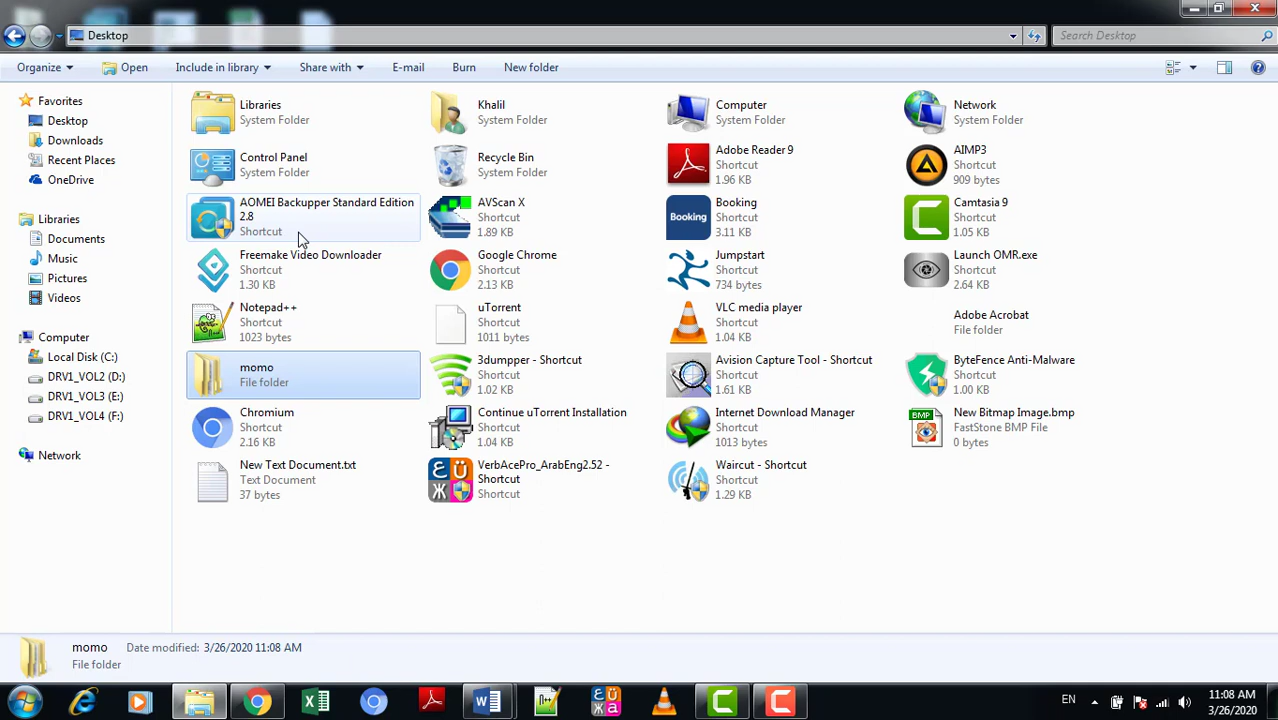 Desktop
Search Desktop
Organize
Open
Include in library
Share with
E-mail
Burn
New folder
Favorites
Desktop
Downloads
Recent Places
OneDrive
Libraries
Documents
Music
Pictures
Videos
Computer
Local Disk (C:)
DRV1_VOL2 (D:)
DRV1_VOL3 (E:)
DRV1_VOL4 (F:)
Network
Libraries
System Folder
Khalil
System Folder
Computer
System Folder
Network
System Folder
Control Panel
System Folder
Recycle Bin
System Folder
Adobe Reader 9
Shortcut
1.96 KB
AIMP3
Shortcut
909 bytes
AOMEI Backupper Standard Edition
2.8
Shortcut
AVScan X
Shortcut
1.89 KB
Booking
Booking
Shortcut
3.11 KB
Camtasia 9
Shortcut
1.65 KB
Freemake Video Downloader
Shortcut
1.30 KB
Google Chrome
Shortcut
2.13 KB
Jumpstart
Shortcut
734 bytes
Launch OMR.exe
Shortcut
2.64 KB
Notepad++
Shortcut
1023 bytes
uTorrent
Shortcut
1011 bytes
VLC media player
Shortcut
1.04 KB
Adobe Acrobat
File folder
momo
File folder
3dumpper - Shortcut
Shortcut
1.02 KB
Avision Capture Tool - Shortcut
Shortcut
1.61 KB
ByteFence Anti-Malware
Shortcut
1.00 KB
Chromium
Shortcut
2.16 KB
Continue uTorrent Installation
Shortcut
1.04 KB
Internet Download Manager
Shortcut
1013 bytes
BMP
New Bitmap Image.bmp
FastStone BMP File
0 bytes
New Text Document.txt
Text Document
37 bytes
VerbAcePro_ArabEng2.52 -
Shortcut
Shortcut
Waircut - Shortcut
Shortcut
1.29 KB
momo
Date modified: 3/26/2020 11:08 AM
File folder
EN
11:08 AM
3/26/2020